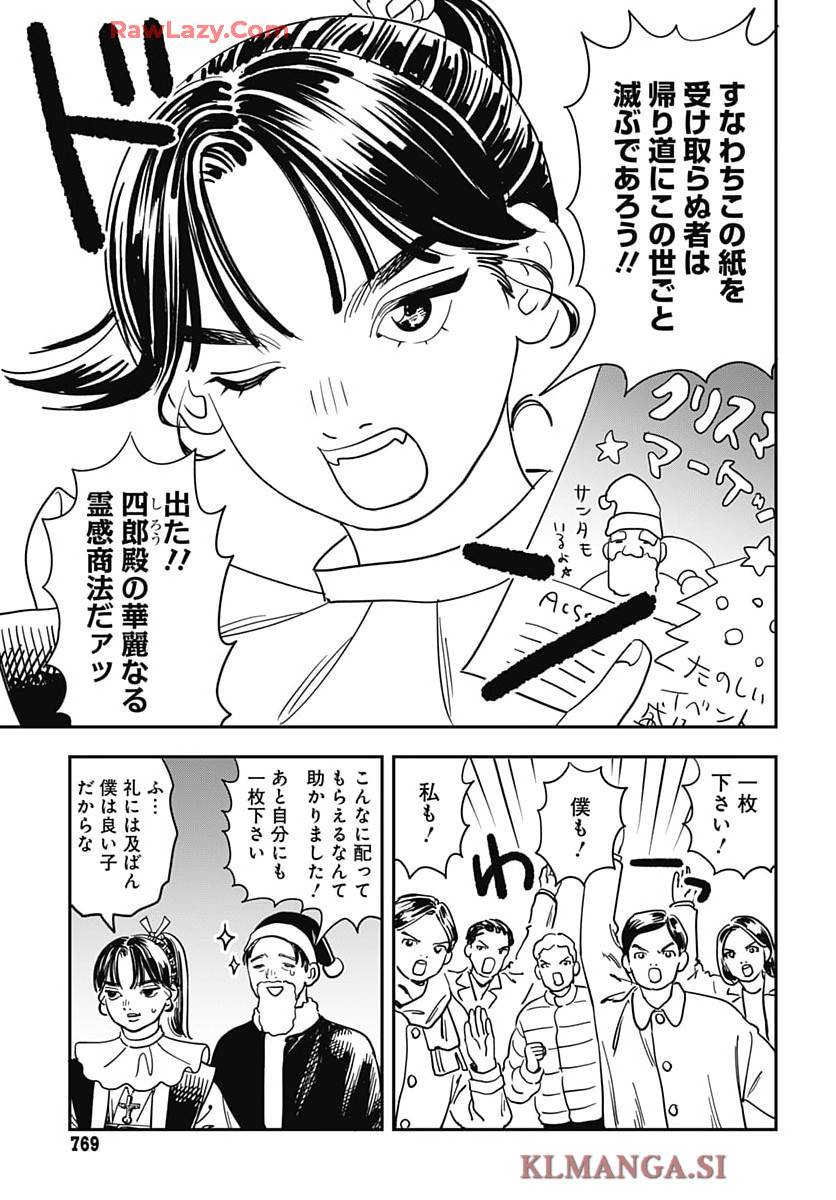 RawLazy.Com
すなわちこの紙を
受け取らぬ者は
帰り道にこの世ごと
滅ぶであろう!!
ド
クリスマ
マーケッ
サンタも
いるよ☆
たのしい
イベント
出た!!
四郎殿の華麗なる
しろう
霊感商法だァッ
一枚
下さい!
僕も!
私も!
わ
ーっ
こんなに配って
もらえるなんて
助かりました!
あと自分にも
一枚下さい
ふ…
礼には及ばん
僕は良い子
だからな
769
KLMANGA.SI